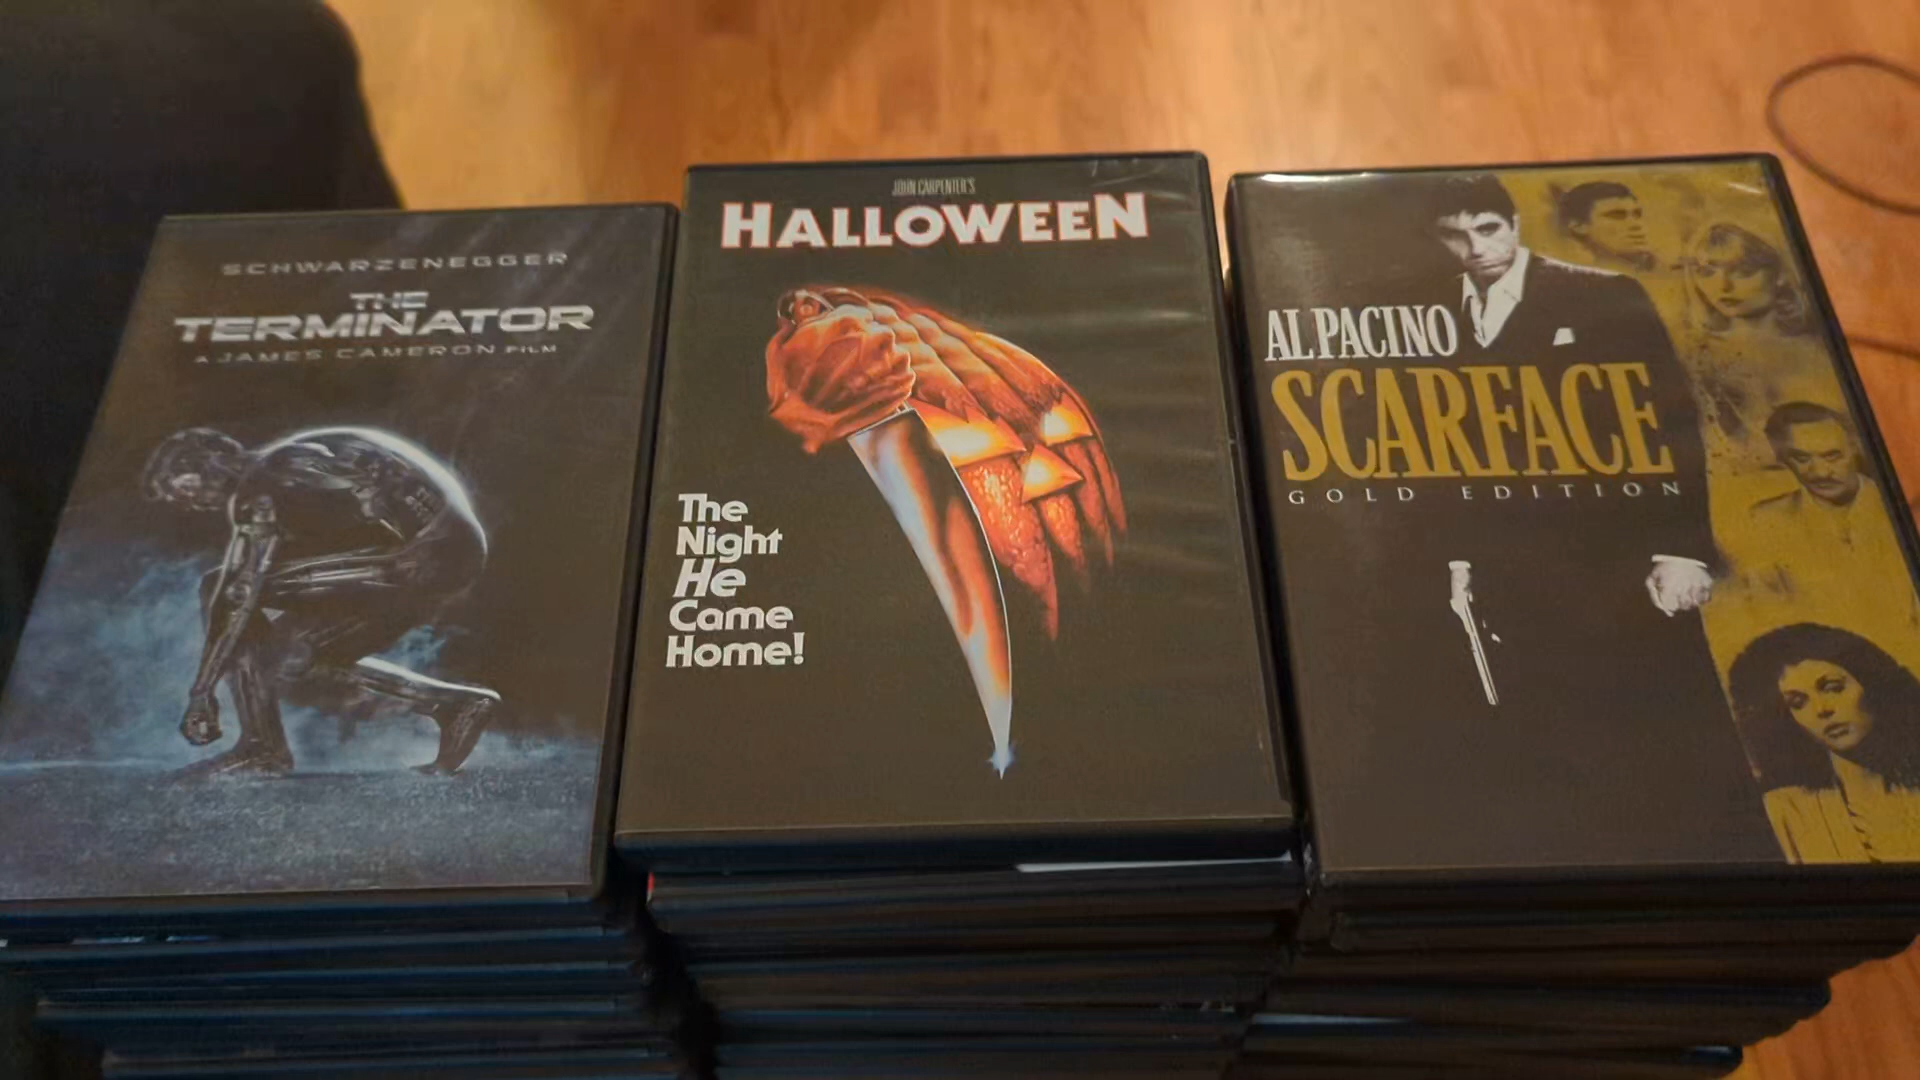 SCHWARZENEGGER
THE
TERMINATOR
A JAMES CAMERON FILM
JOHN CARPENTER'S
HALLOWEEN
The
Night
He
Came
Home!
AL PACINO
SCARFACE
GOLD EDITION